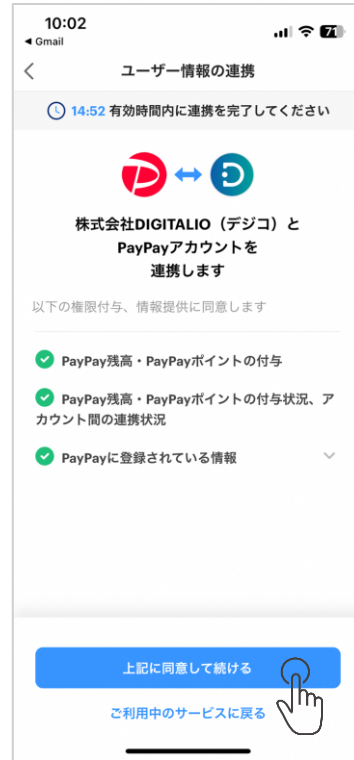 10:02
71
◀ Gmail
ユーザー情報の連携
14:52 有効時間内に連携を完了してください
株式会社DIGITALIO（デジコ）と
PayPayアカウントを
連携します
以下の権限付与、情報提供に同意します
PayPay残高・PayPayポイントの付与
PayPay残高・PayPayポイントの付与状況、ア
カウント間の連携状況
PayPayに登録されている情報
上記に同意して続ける
ご利用中のサービスに戻る